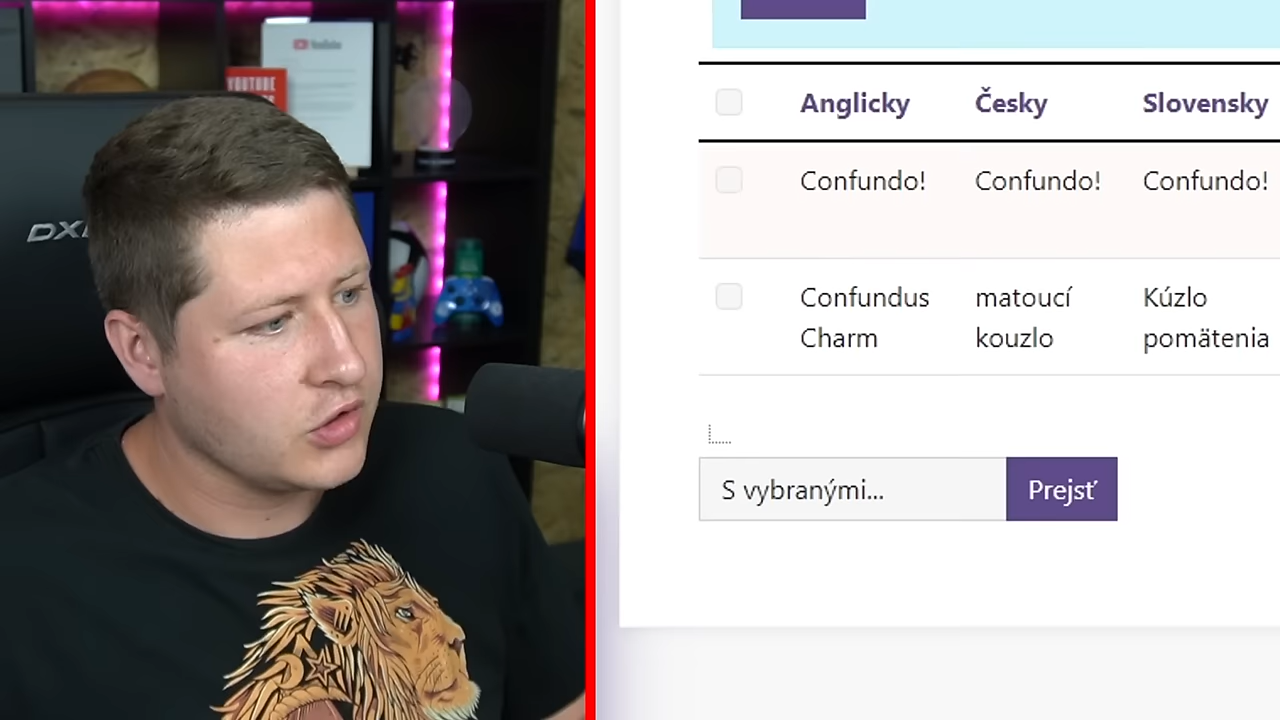 YouTube
YOUTUBE
DX
Anglicky Česky Slovensky
Confundo! Confundo! Confundo!
Confundus matoucí Kúzlo
Charm kouzlo pomätenia
S vybranými... Prejsť